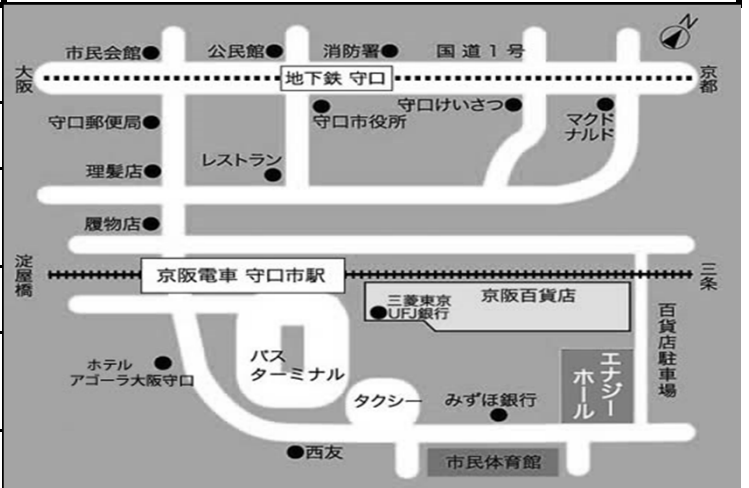 N
市民会館
公民館
消防署
国道1号
大阪
地下鉄 守口
京都
守口郵便局
守口市役所
守口けいさつ
マクド
ナルド
理髪店
レストラン
履物店
淀屋橋
京阪電車 守口市駅
三条
三菱東京
UFJ銀行
京阪百貨店
百貨店駐車場
ホテル
アゴーラ大阪守口
バス
ターミナル
タクシー
みずほ銀行
エナジー
ホール
西友
市民体育館